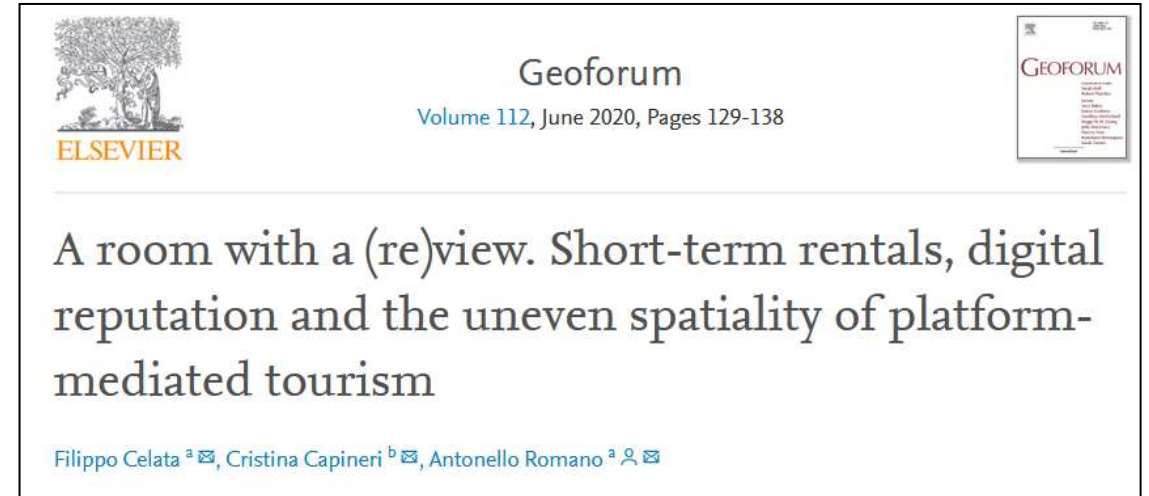 Geoforum
Volume 112, June 2020, Pages 129-138
ELSEVIER
GEOFORUM
A room with a (re)view. Short-term rentals, digital
reputation and the uneven spatiality of platform-
mediated tourism
Filippo Celata a, Cristina Capineri b, Antonello Romano a